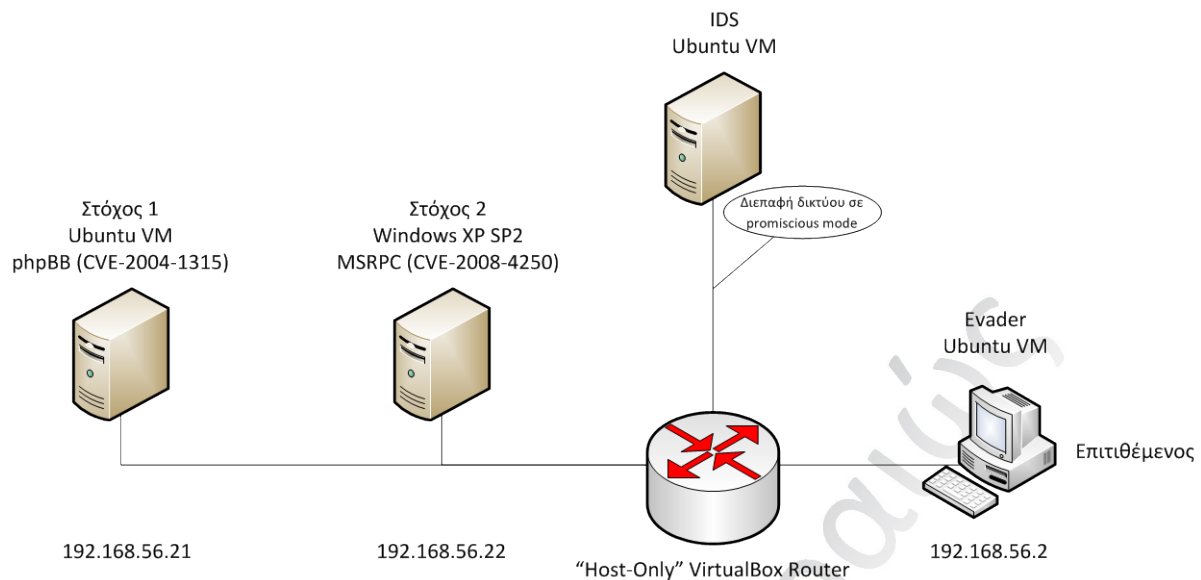 IDS
Ubuntu VM
Διεπαφή δικτύου σε
promiscious mode
Στόχος 1
Ubuntu VM
phpBB (CVE-2004-1315)
Στόχος 2
Windows XP SP2
MSRPC (CVE-2008-4250)
Evader
Ubuntu VM
Επιτιθέμενος
192.168.56.21
192.168.56.22
192.168.56.2
“Host-Only” VirtualBox Router